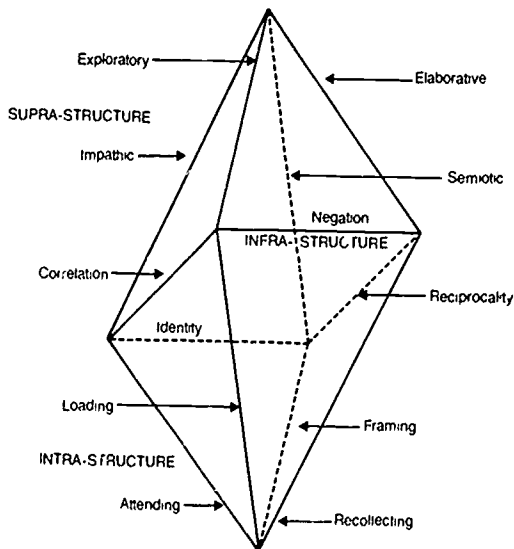 Exploratory
Elaborative
SUPRA-STRUCTURE
Impathic
Semiotic
Negation
INFRA-STRUCTURE
Correlation
Reciprocality
Identity
Loading
Framing
INTRA-STRUCTURE
Attending
Recollecting